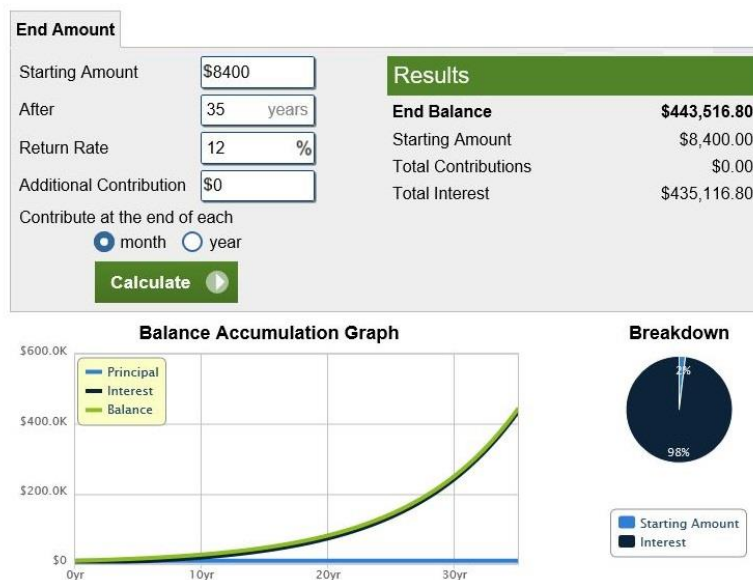 End Amount
Starting Amount $8400
After 35 years
Return Rate 12 %
Additional Contribution $0
Contribute at the end of each
month year
Calculate
Results
End Balance $443,516.80
Starting Amount $8,400.00
Total Contributions $0.00
Total Interest $435,116.80
Balance Accumulation Graph
$600.0K
$400.0K
$200.0K
$0
Principal
Interest
Balance
0yr 10yr 20yr 30yr
Breakdown
2%
98%
Starting Amount
Interest